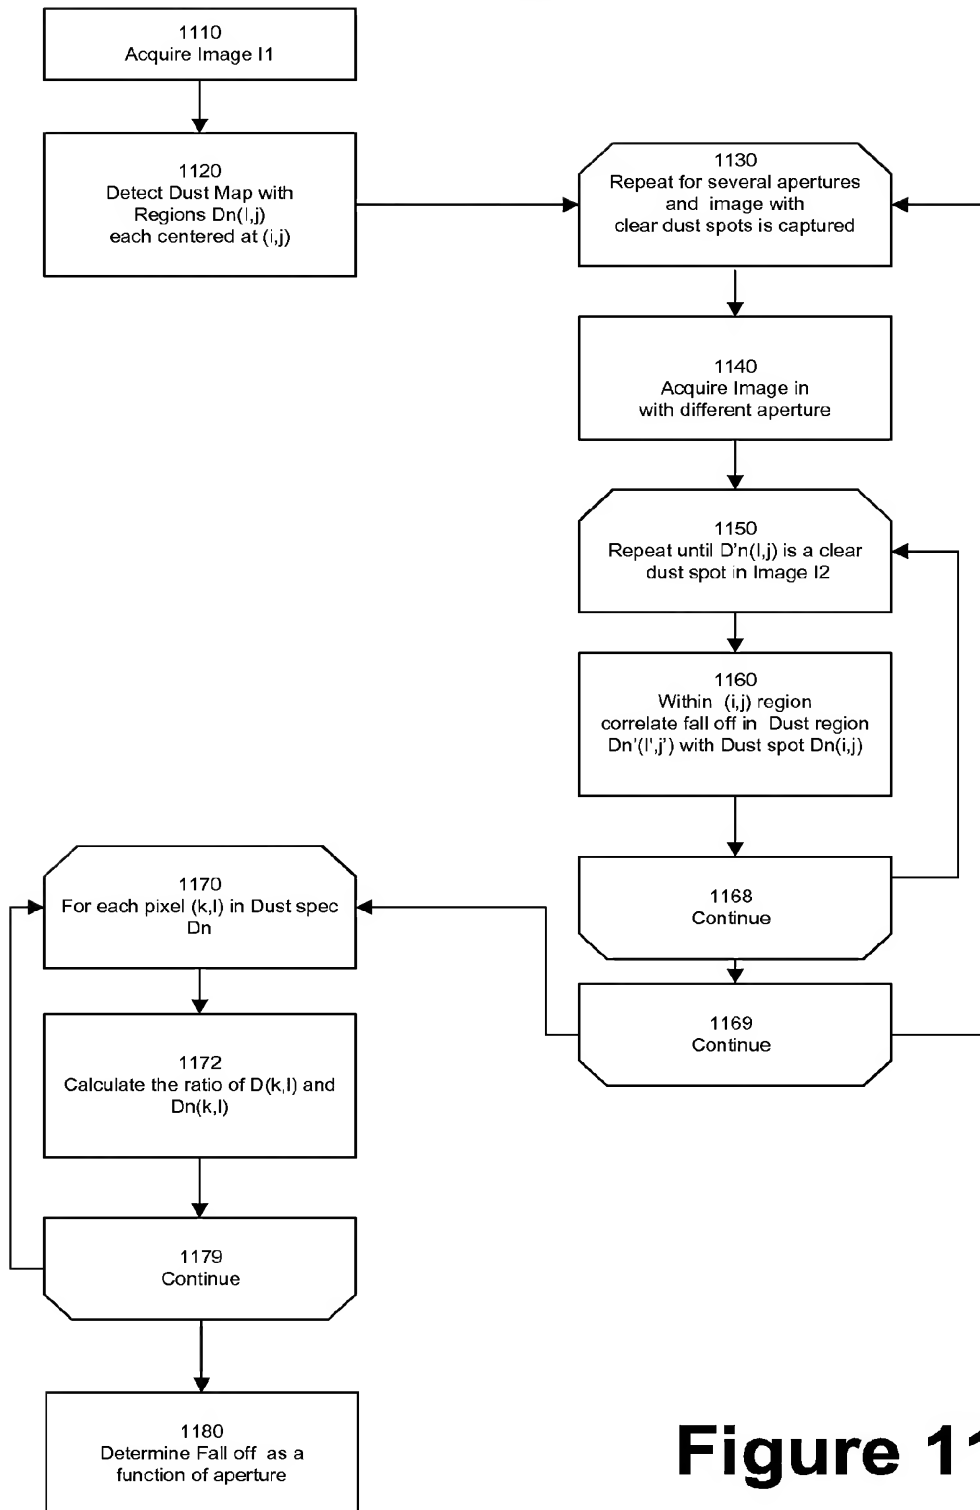 1110
Acquire Image I1
1120
Detect Dust Map with
Regions Dn(I,j)
each centered at (i,j)
1130
Repeat for several apertures
and image with
clear dust spots is captured
1140
Acquire Image in
with different aperture
1150
Repeat until D'n(I,j) is a clear
dust spot in Image I2
1160
Within (i,j) region
correlate fall off in Dust region
Dn'(I',j') with Dust spot Dn(i,j)
1168
Continue
1169
Continue
1170
For each pixel (k,l) in Dust spec
Dn
1172
Calculate the ratio of D(k,l) and
Dn(k,l)
1179
Continue
1180
Determine Fall off as a
function of aperture
Figure 11